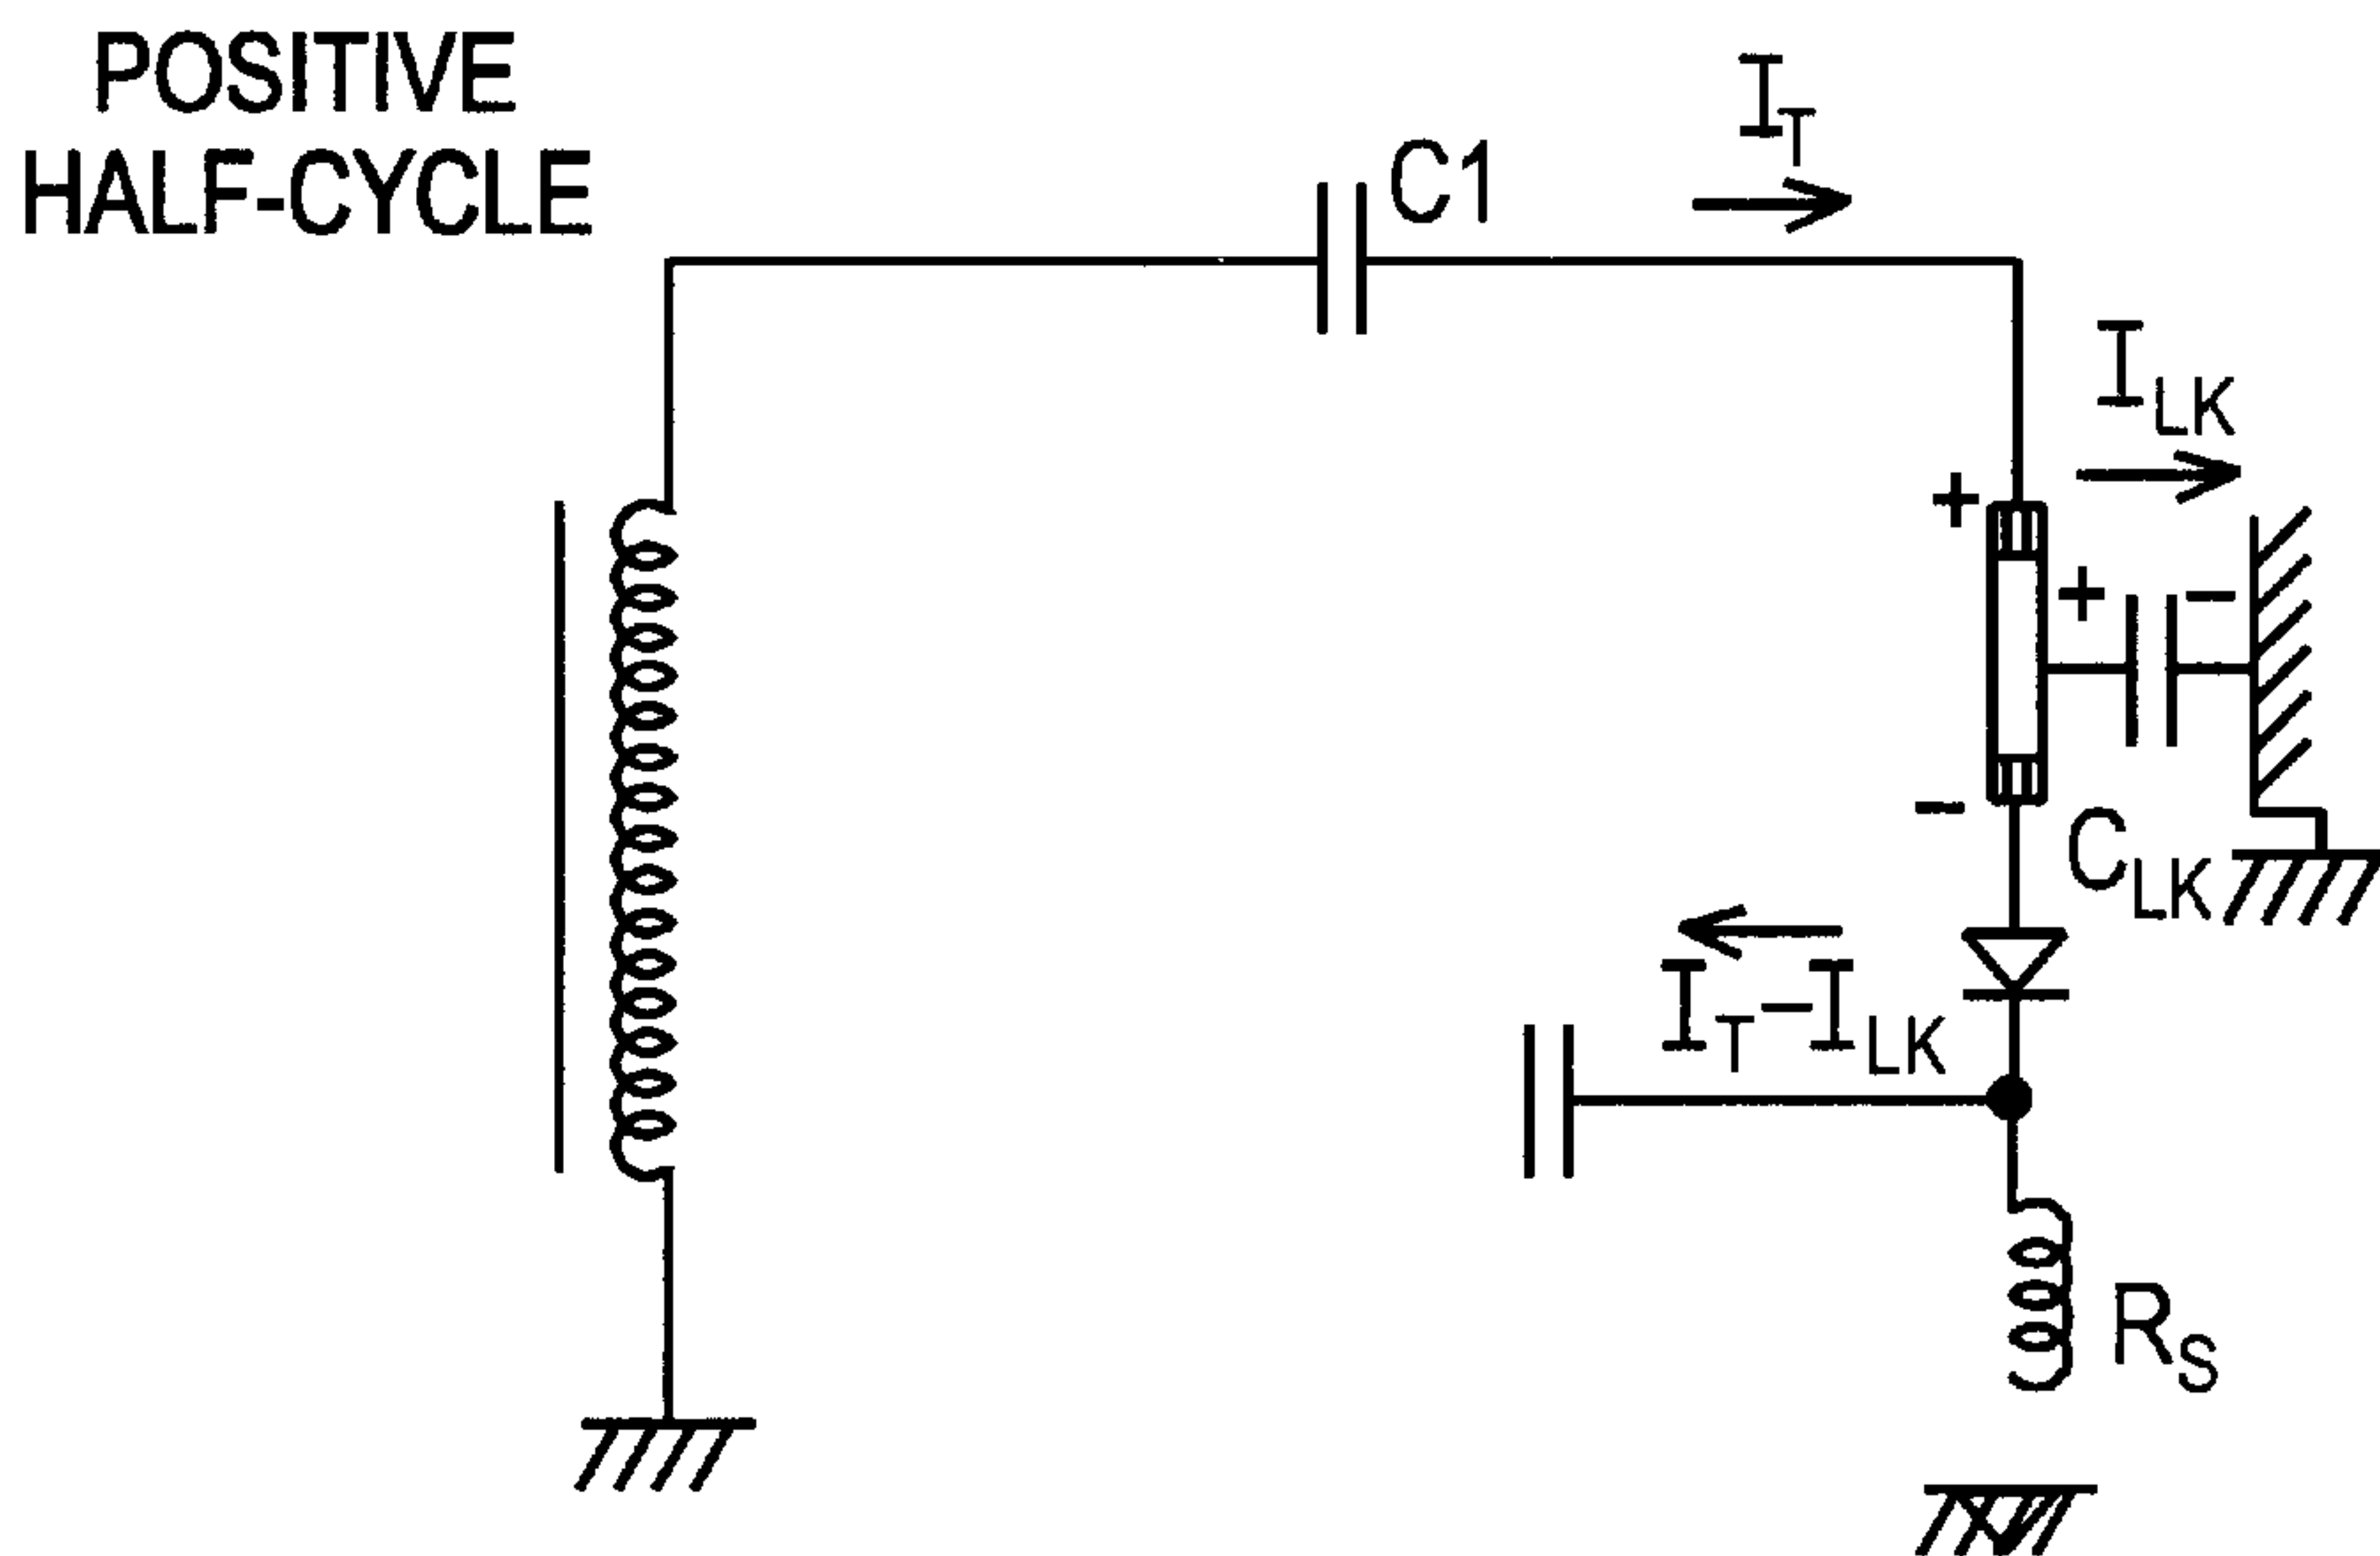 POSITIVE
HALF-CYCLE
C1
I_T
I_LK
+
+
-
-
C_LK
I_T-I_LK
R_S